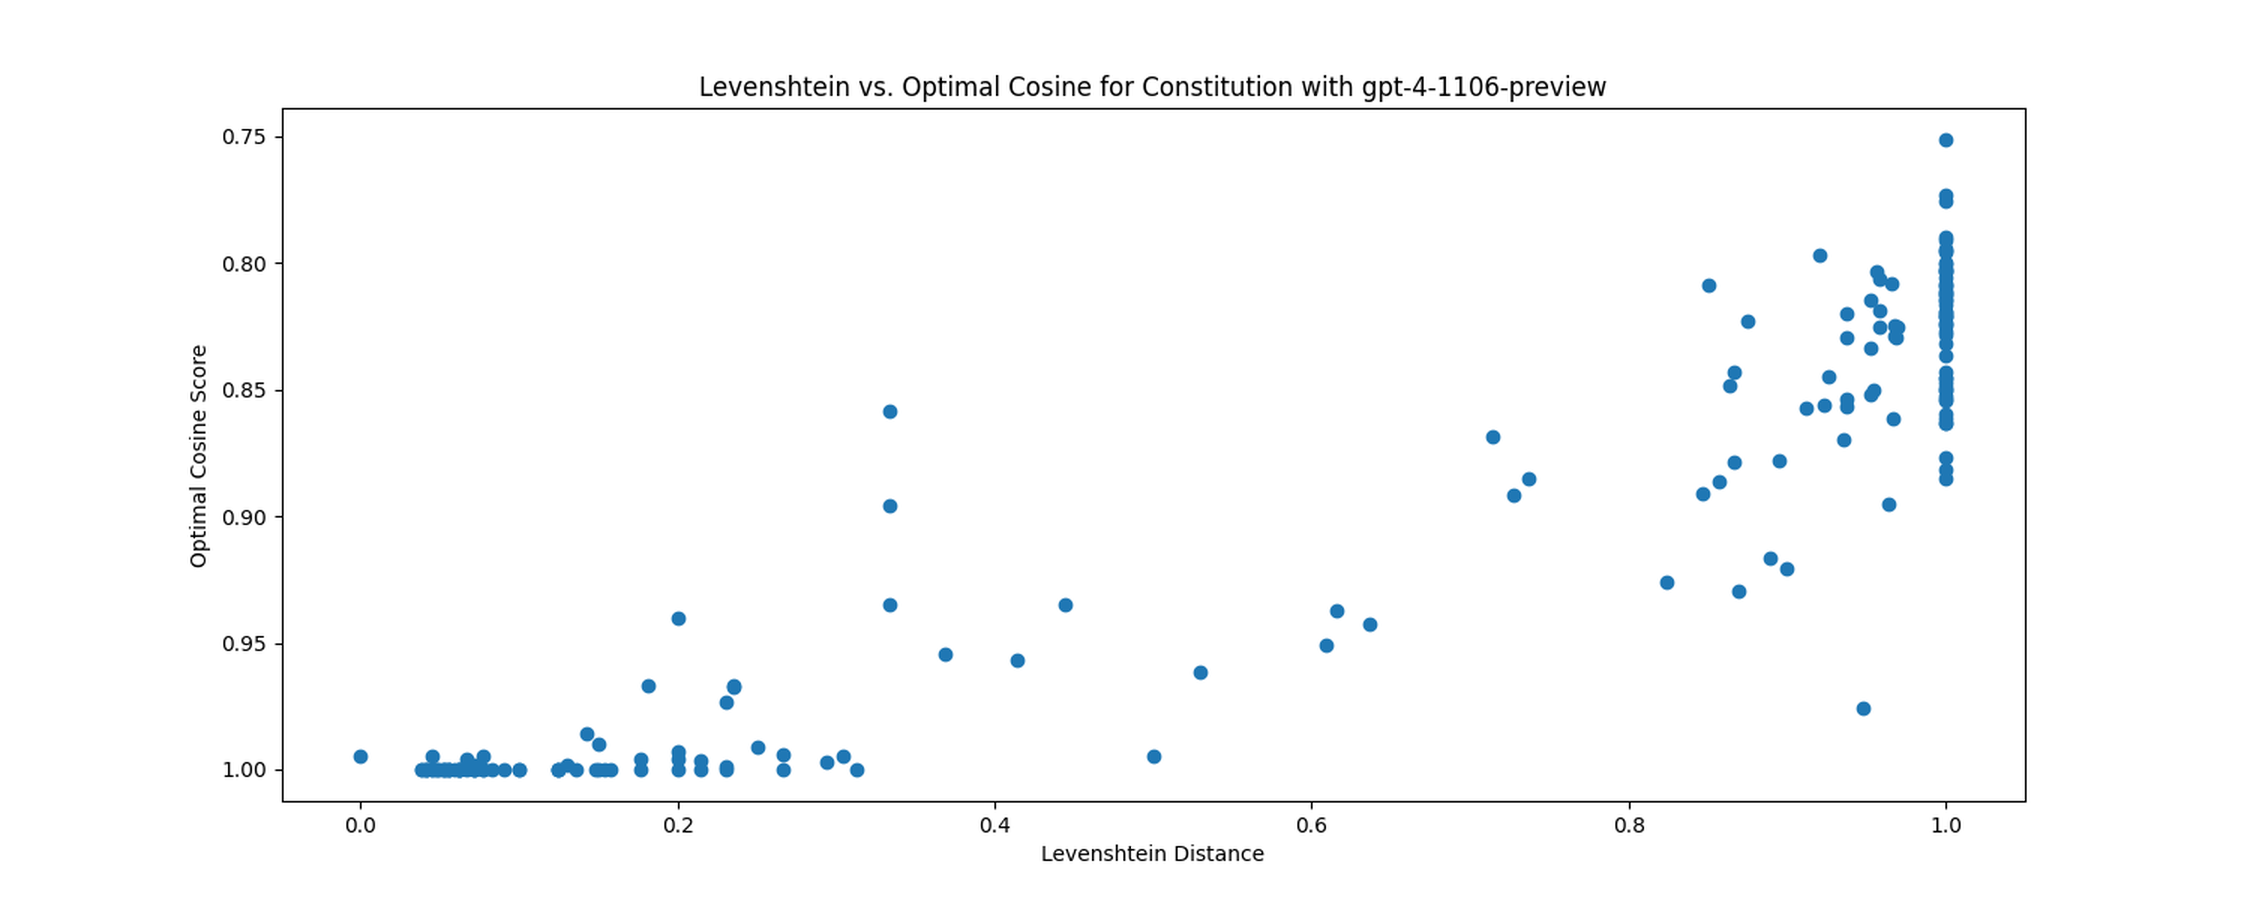 Levenshtein vs. Optimal Cosine for Constitution with gpt-4-1106-preview
0.75
0.80
0.85
0.90
0.95
1.00
Optimal Cosine Score
0.0 0.2 0.4 0.6 0.8 1.0
Levenshtein Distance